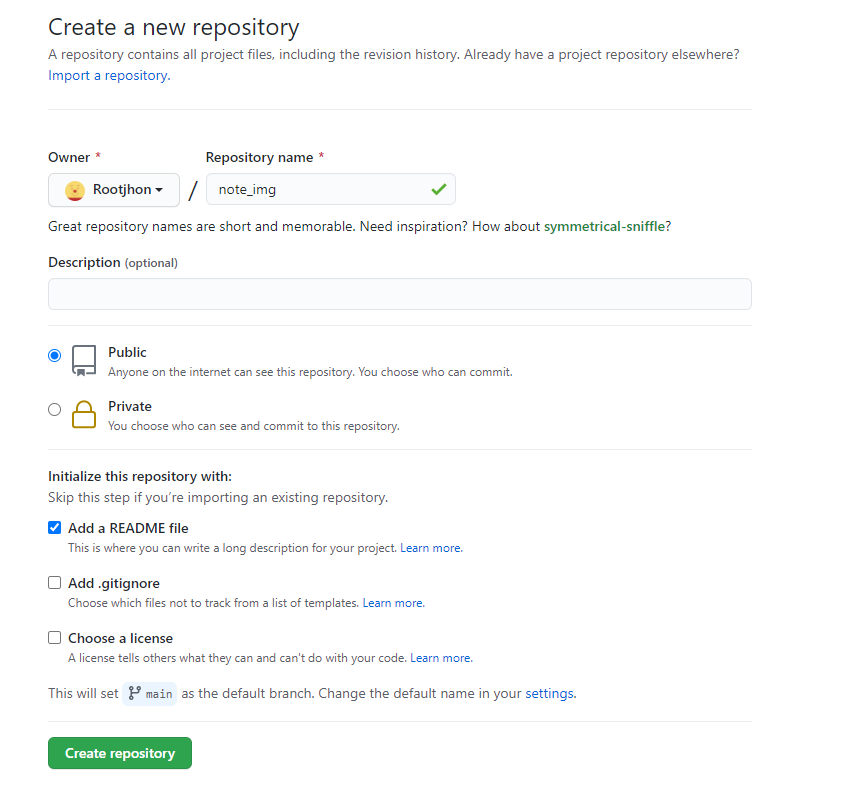 Create a new repository
A repository contains all project files, including the revision history. Already have a project repository elsewhere?
Import a repository.
Owner * Repository name *
Rootjhon / note_img
Great repository names are short and memorable. Need inspiration? How about symmetrical-sniffle?
Description (optional)
Public
Anyone on the internet can see this repository. You choose who can commit.
Private
You choose who can see and commit to this repository.
Initialize this repository with:
Skip this step if you're importing an existing repository.
Add a README file
This is where you can write a long description for your project. Learn more.
Add .gitignore
Choose which files not to track from a list of templates. Learn more.
Choose a license
A license tells others what they can and can't do with your code. Learn more.
This will set main as the default branch. Change the default name in your settings.
Create repository